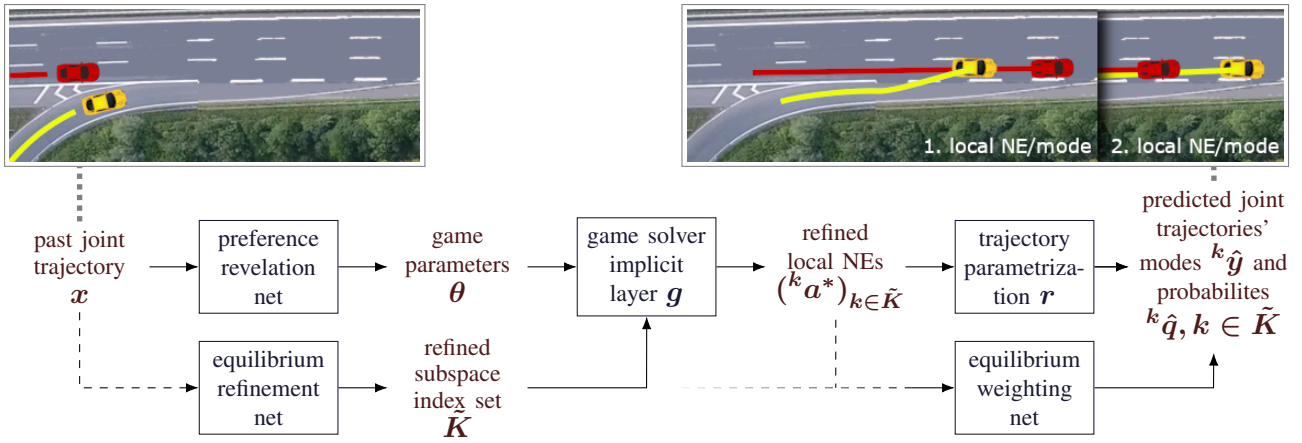 1. local NE/mode
2. local NE/mode
past joint
trajectory
x
preference
revelation
net
game
parameters
θ
game solver
implicit
layer g
refined
local NEs
(ᵏa*)ₖ∈K̃
trajectory
parametriza-
tion r
predicted joint
trajectories’
modes ᵏŷ and
probabilites
ᵏq̂, k ∈ K̃
equilibrium
refinement
net
refined
subspace
index set
K̃
equilibrium
weighting
net